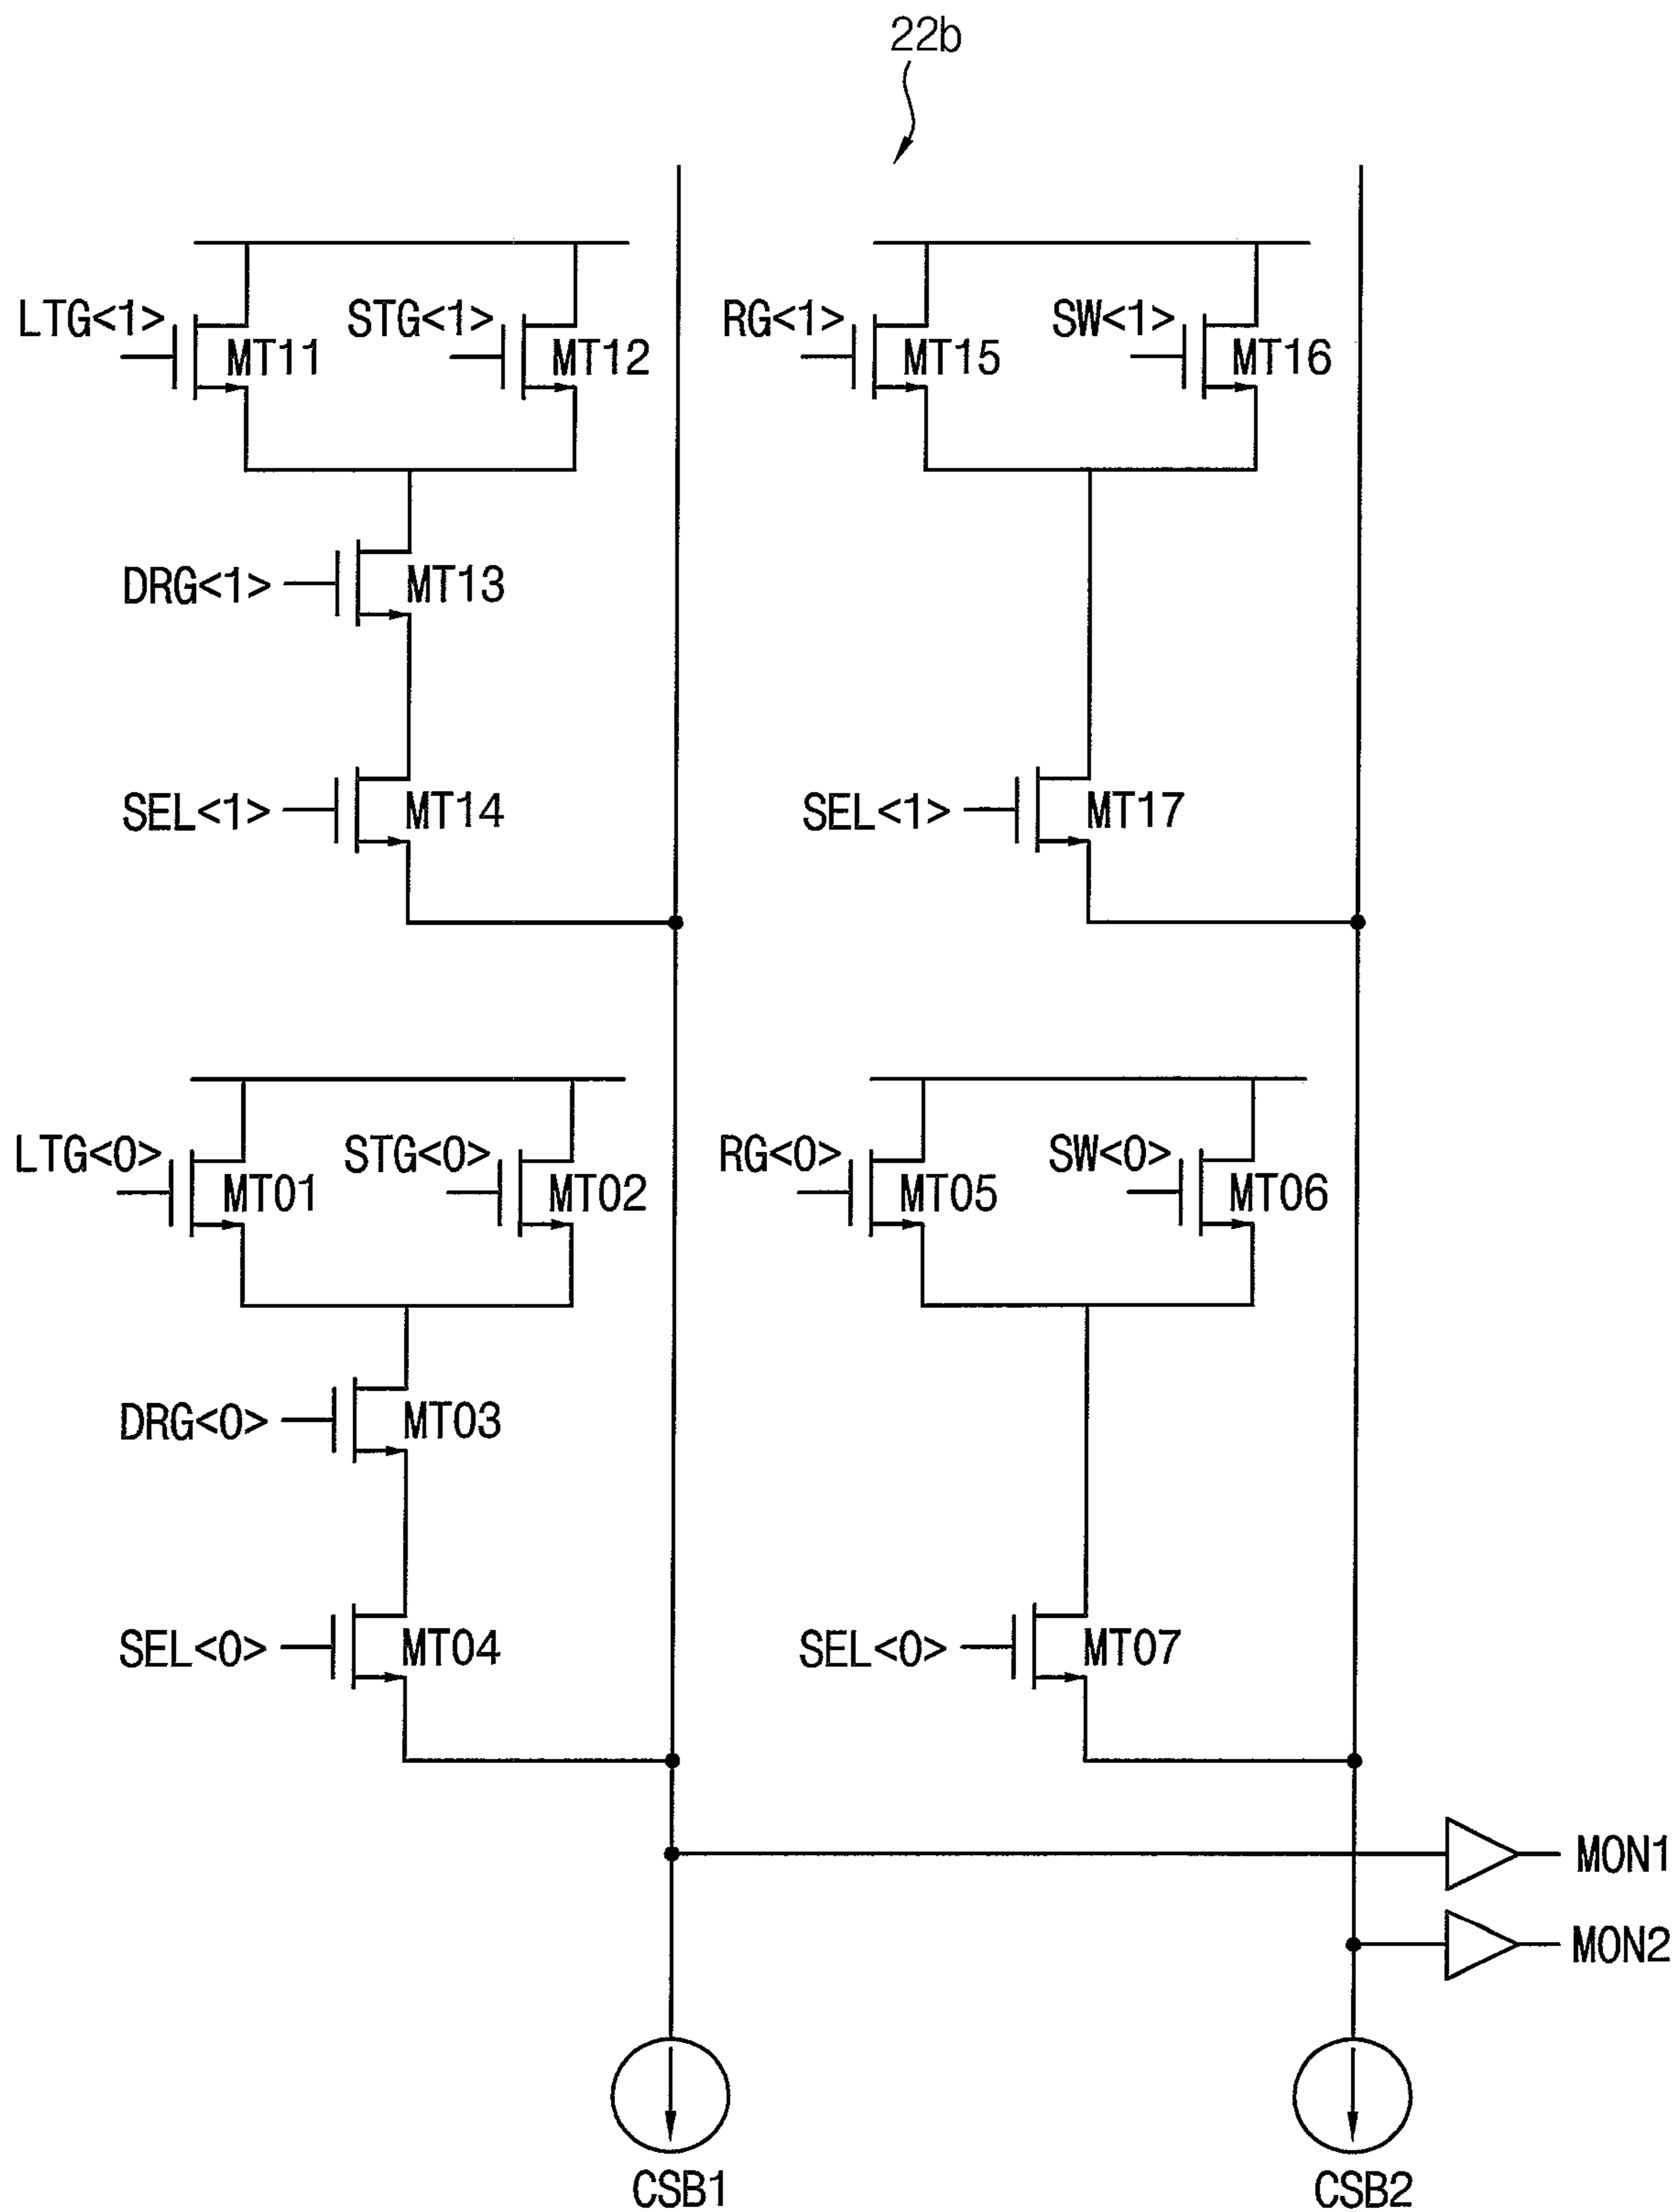 22b
LTG<1>
STG<1>
RG<1>
SW<1>
MT11
MT12
MT15
MT16
DRG<1>
MT13
SEL<1>
MT14
SEL<1>
MT17
LTG<0>
STG<0>
RG<0>
SW<0>
MT01
MT02
MT05
MT06
DRG<0>
MT03
SEL<0>
MT04
SEL<0>
MT07
MON1
MON2
CSB1
CSB2